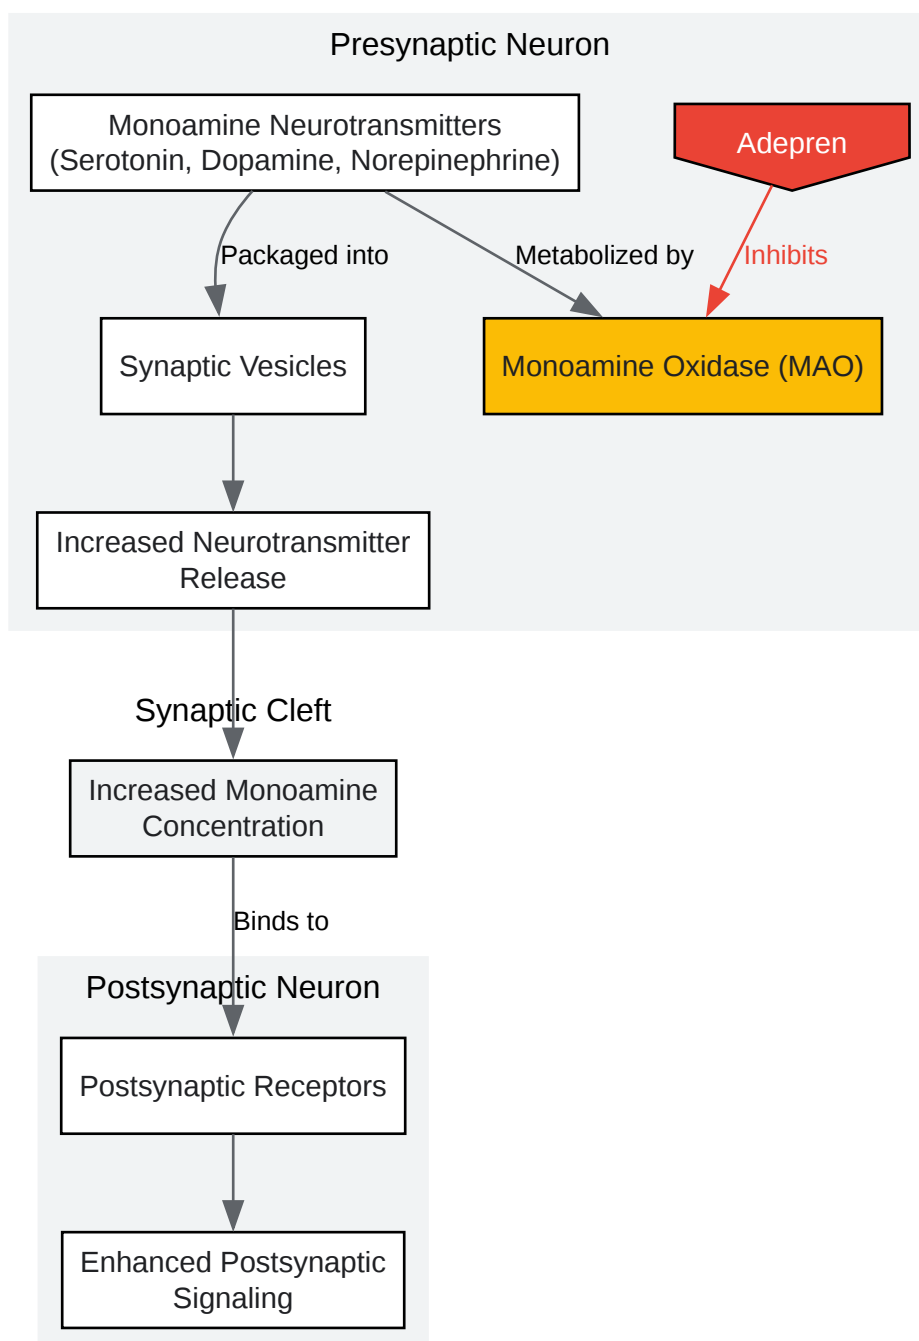 Presynaptic Neuron
Monoamine Neurotransmitters
(Serotonin, Dopamine, Norepinephrine)
Adepren
Packaged into
Metabolized by
Inhibits
Synaptic Vesicles
Monoamine Oxidase (MAO)
Increased Neurotransmitter
Release
Synaptic Cleft
Increased Monoamine
Concentration
Binds to
Postsynaptic Neuron
Postsynaptic Receptors
Enhanced Postsynaptic
Signaling